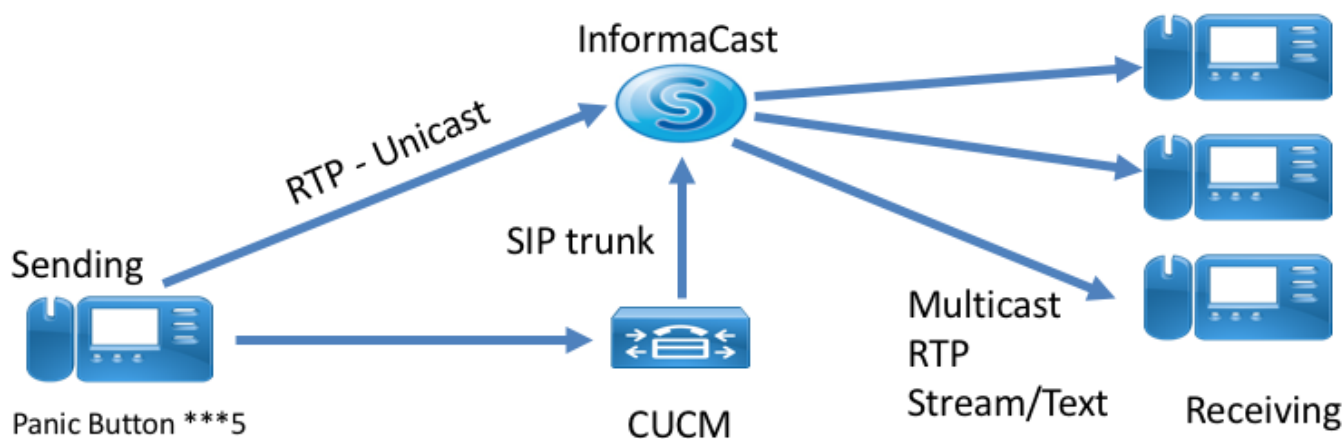 InformaCast
RTP - Unicast
SIP trunk
Sending
Panic Button ***5
CUCM
Multicast
RTP
Stream/Text
Receiving